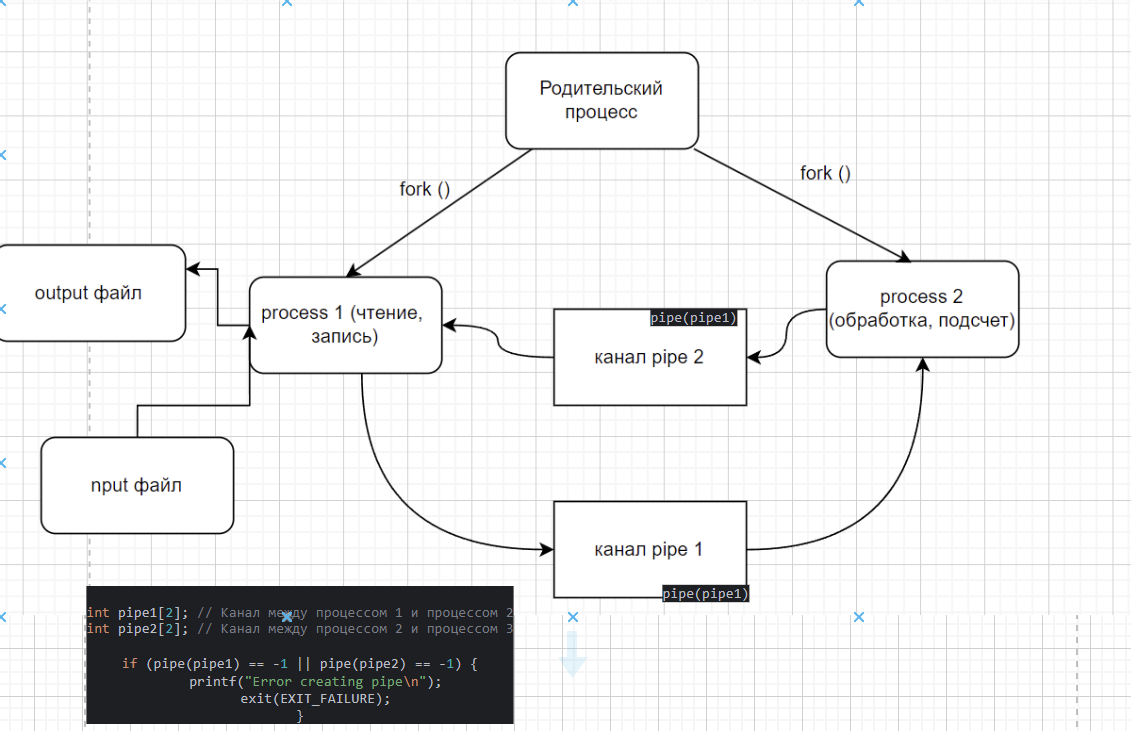 Родительский
процесс
fork ()
fork ()
output файл
process 1 (чтение,
запись)
pipe(pipe1)
канал pipe 2
process 2
(обработка, подсчет)
nput файл
канал pipe 1
pipe(pipe1)
int pipe1[2]; // Канал между процессом 1 и процессом 2
int pipe2[2]; // Канал между процессом 2 и процессом 3
if (pipe(pipe1) == -1 || pipe(pipe2) == -1) {
printf("Error creating pipe\n");
exit(EXIT_FAILURE);
}